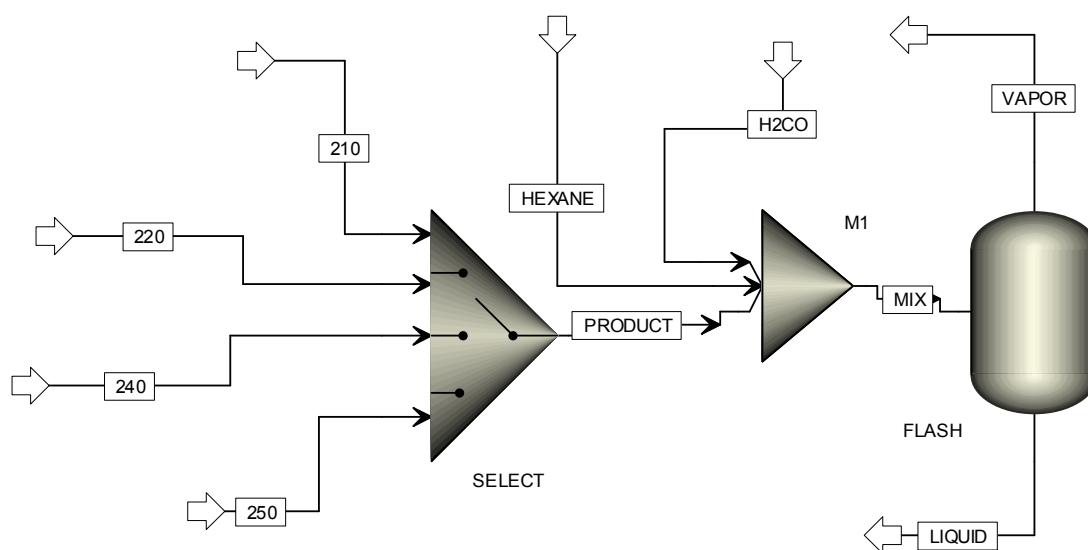 210
220
240
250
SELECT
HEXANE
PRODUCT
H2CO
M1
MIX
FLASH
VAPOR
LIQUID